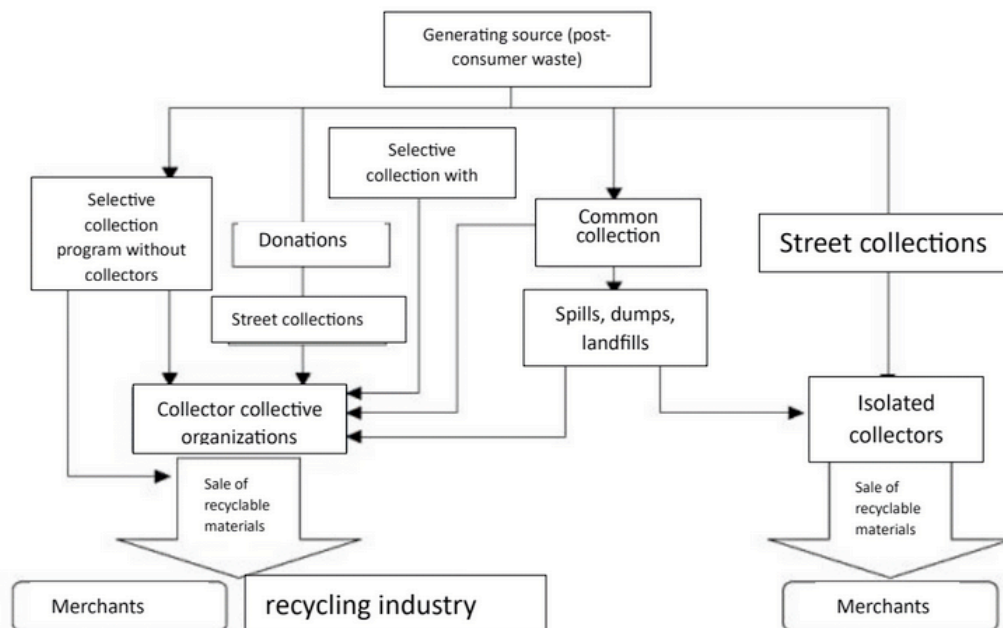 Generating source (post-
consumer waste)
Selective
collection with
Selective
collection
program without
collectors
Donations
Common
collection
Street collections
Street collections
Spills, dumps,
landfills
Collector collective
organizations
Isolated
collectors
Sale of
recyclable
materials
Sale of
recyclable
materials
Merchants
recycling industry
Merchants